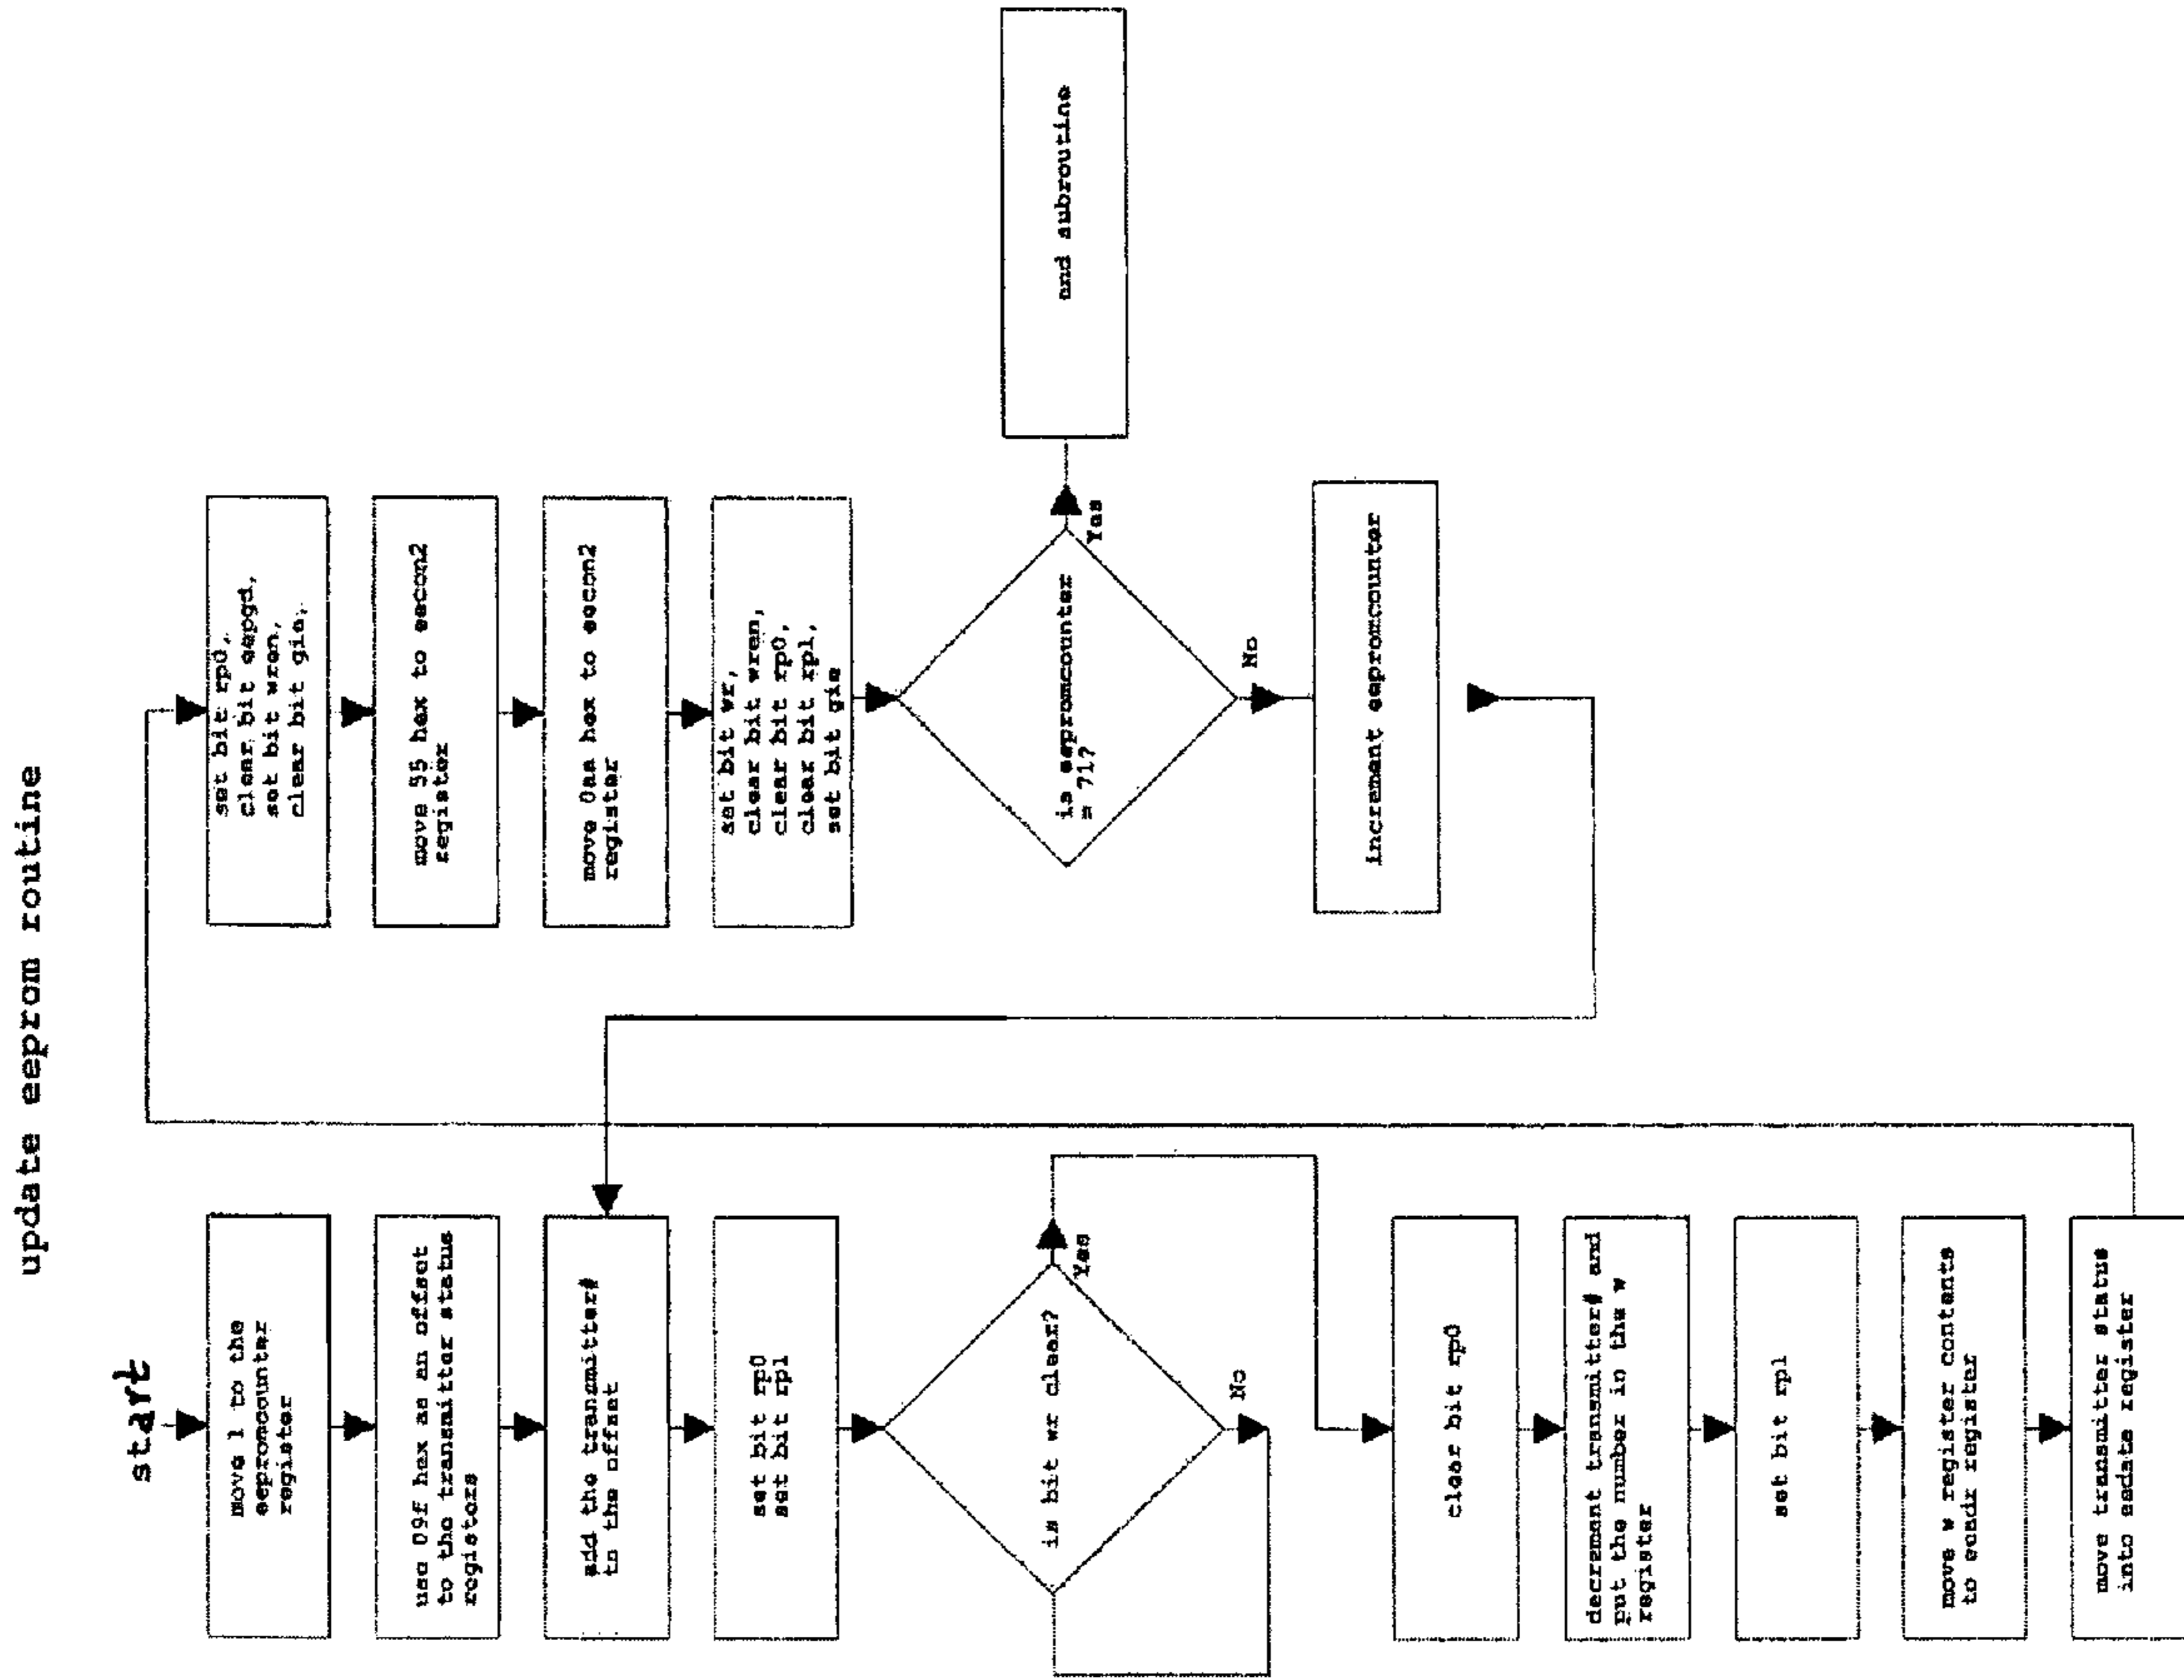 update eeprom routine
start
move 1 to the
eepromcounter
register
use 09f hex as an offset
to the transmitter status
registers
add the transmitter#
to the offset
set bit rp0
set bit rp1
is bit wr clear?
Yes
No
clear bit rp0
decrement transmitter# and
put the number in the w
register
set bit rp1
move w register contents
to eeadr register
move transmitter status
into eedata register
set bit rp0,
clear bit eepgd,
set bit wren,
clear bit gie,
move 55 hex to eecon2
register
move 0aa hex to eecon2
register
set bit wr,
clear bit wren,
clear bit rp0,
clear bit rp1,
set bit gie
is eepromcounter
= 71?
Yes
No
end subroutine
increment eepromcounter